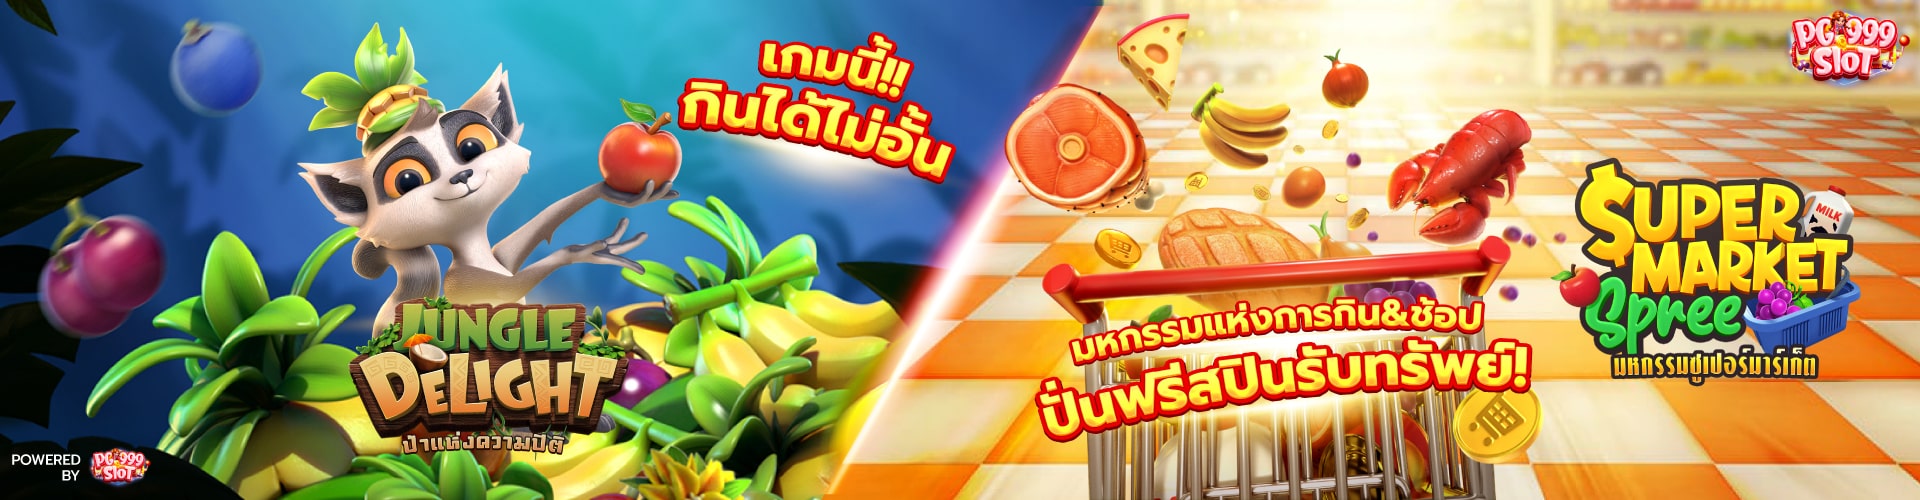 เกมนี้!!
กินได้ไม่อั้น
JUNGLE
DELIGHT
ป่าแห่งความปิติ
POWERED
BY
PG 999
SLOT
PG 999
SLOT
มหกรรมแห่งการกิน&ช้อป
ปั่นฟรีสปินรับทรัพย์!
$UPER
MARKET
Spree
MILK
มหกรรมซูเปอร์มาร์เก็ต